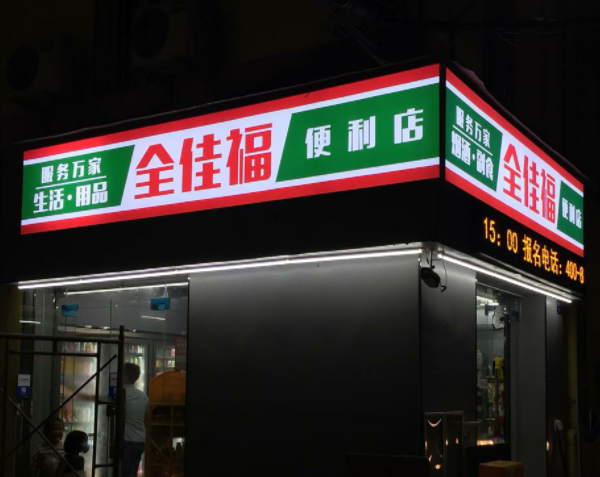 服务万家
生活·用品
全佳福
便利店
服务万家
烟酒·副食
全佳福
便利店
15：00 报名电话：400-8